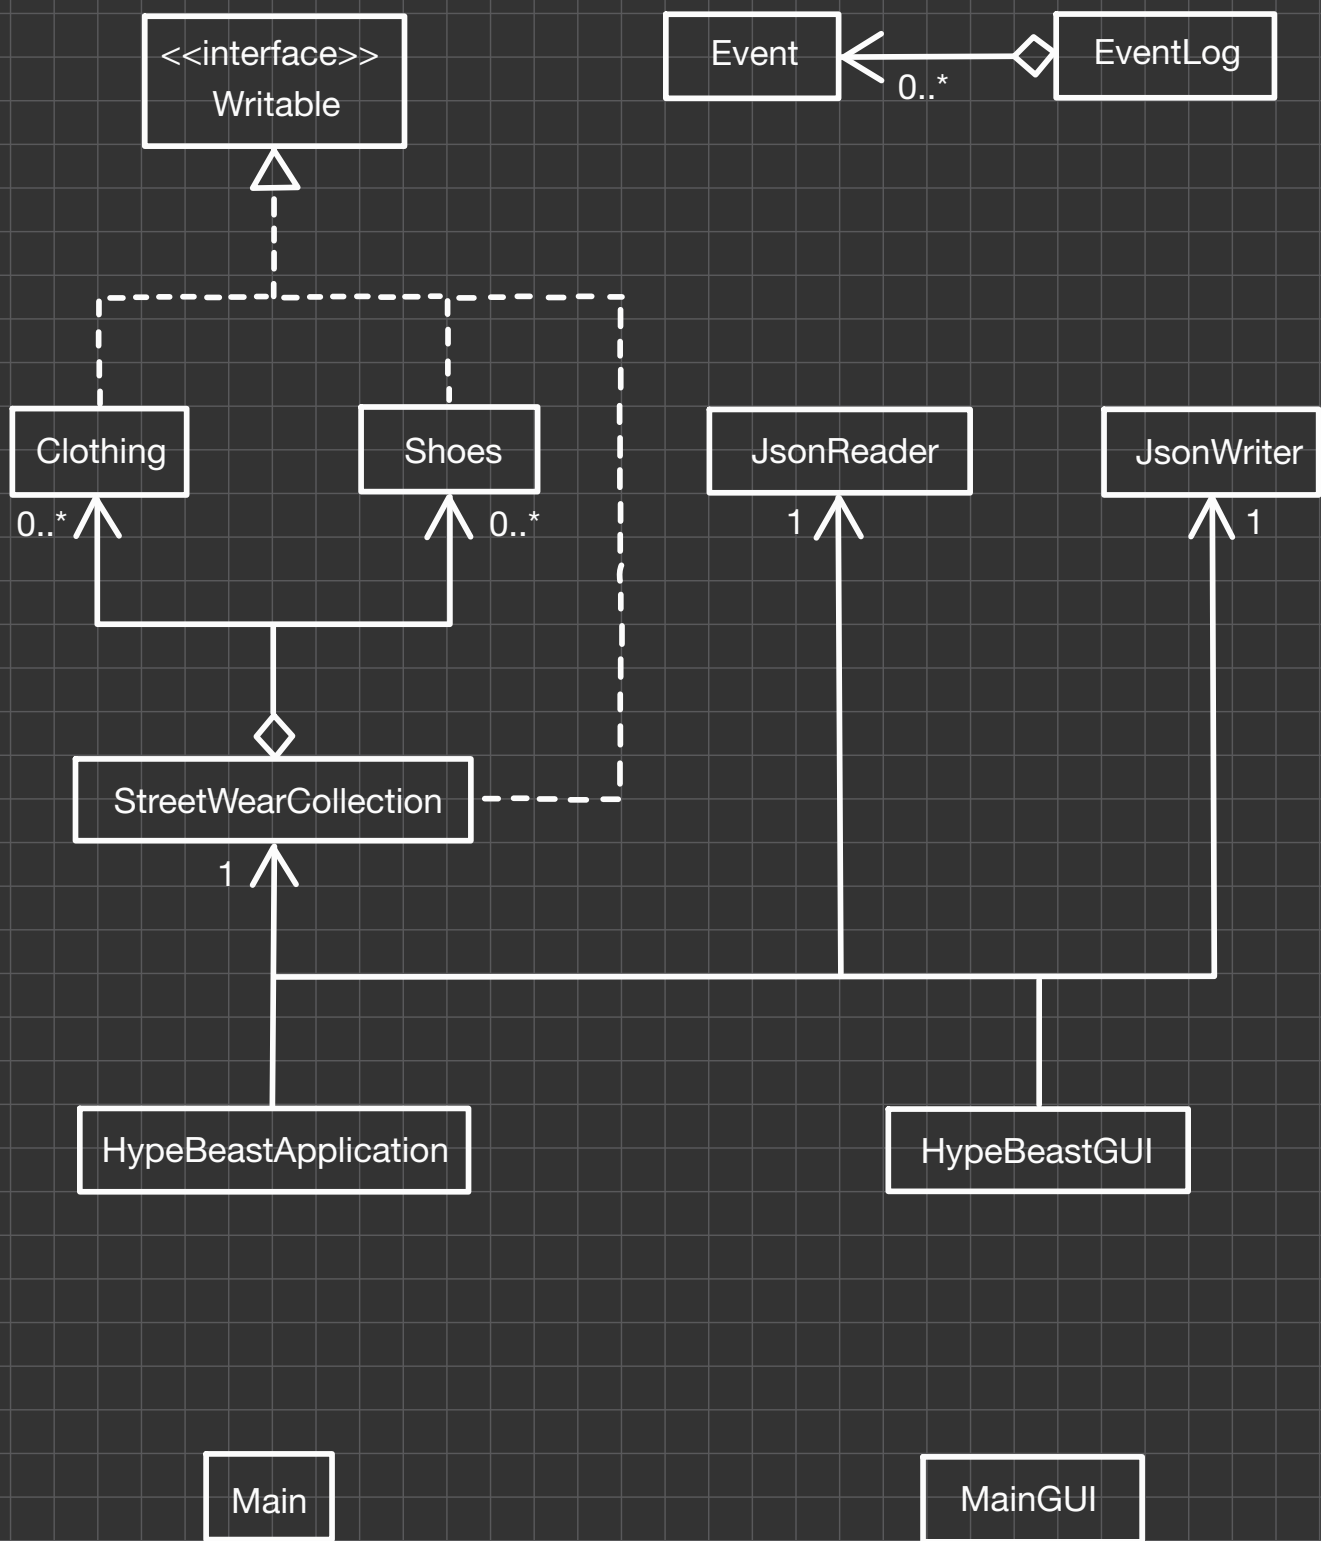 <<interface>>
Writable
Event
0..*
EventLog
Clothing
Shoes
JsonReader
JsonWriter
0..*
0..*
1
1
StreetWearCollection
1
HypeBeastApplication
HypeBeastGUI
Main
MainGUI